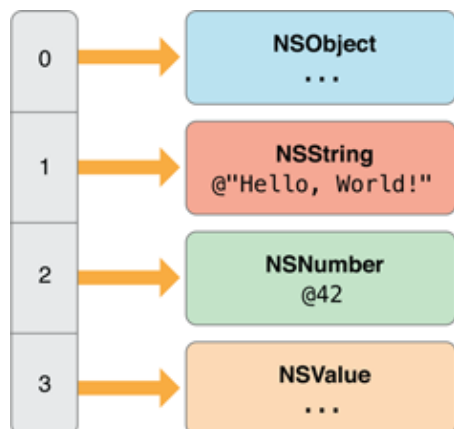 0
NSObject
...
1
NSString
@"Hello, World!"
2
NSNumber
@42
3
NSValue
...